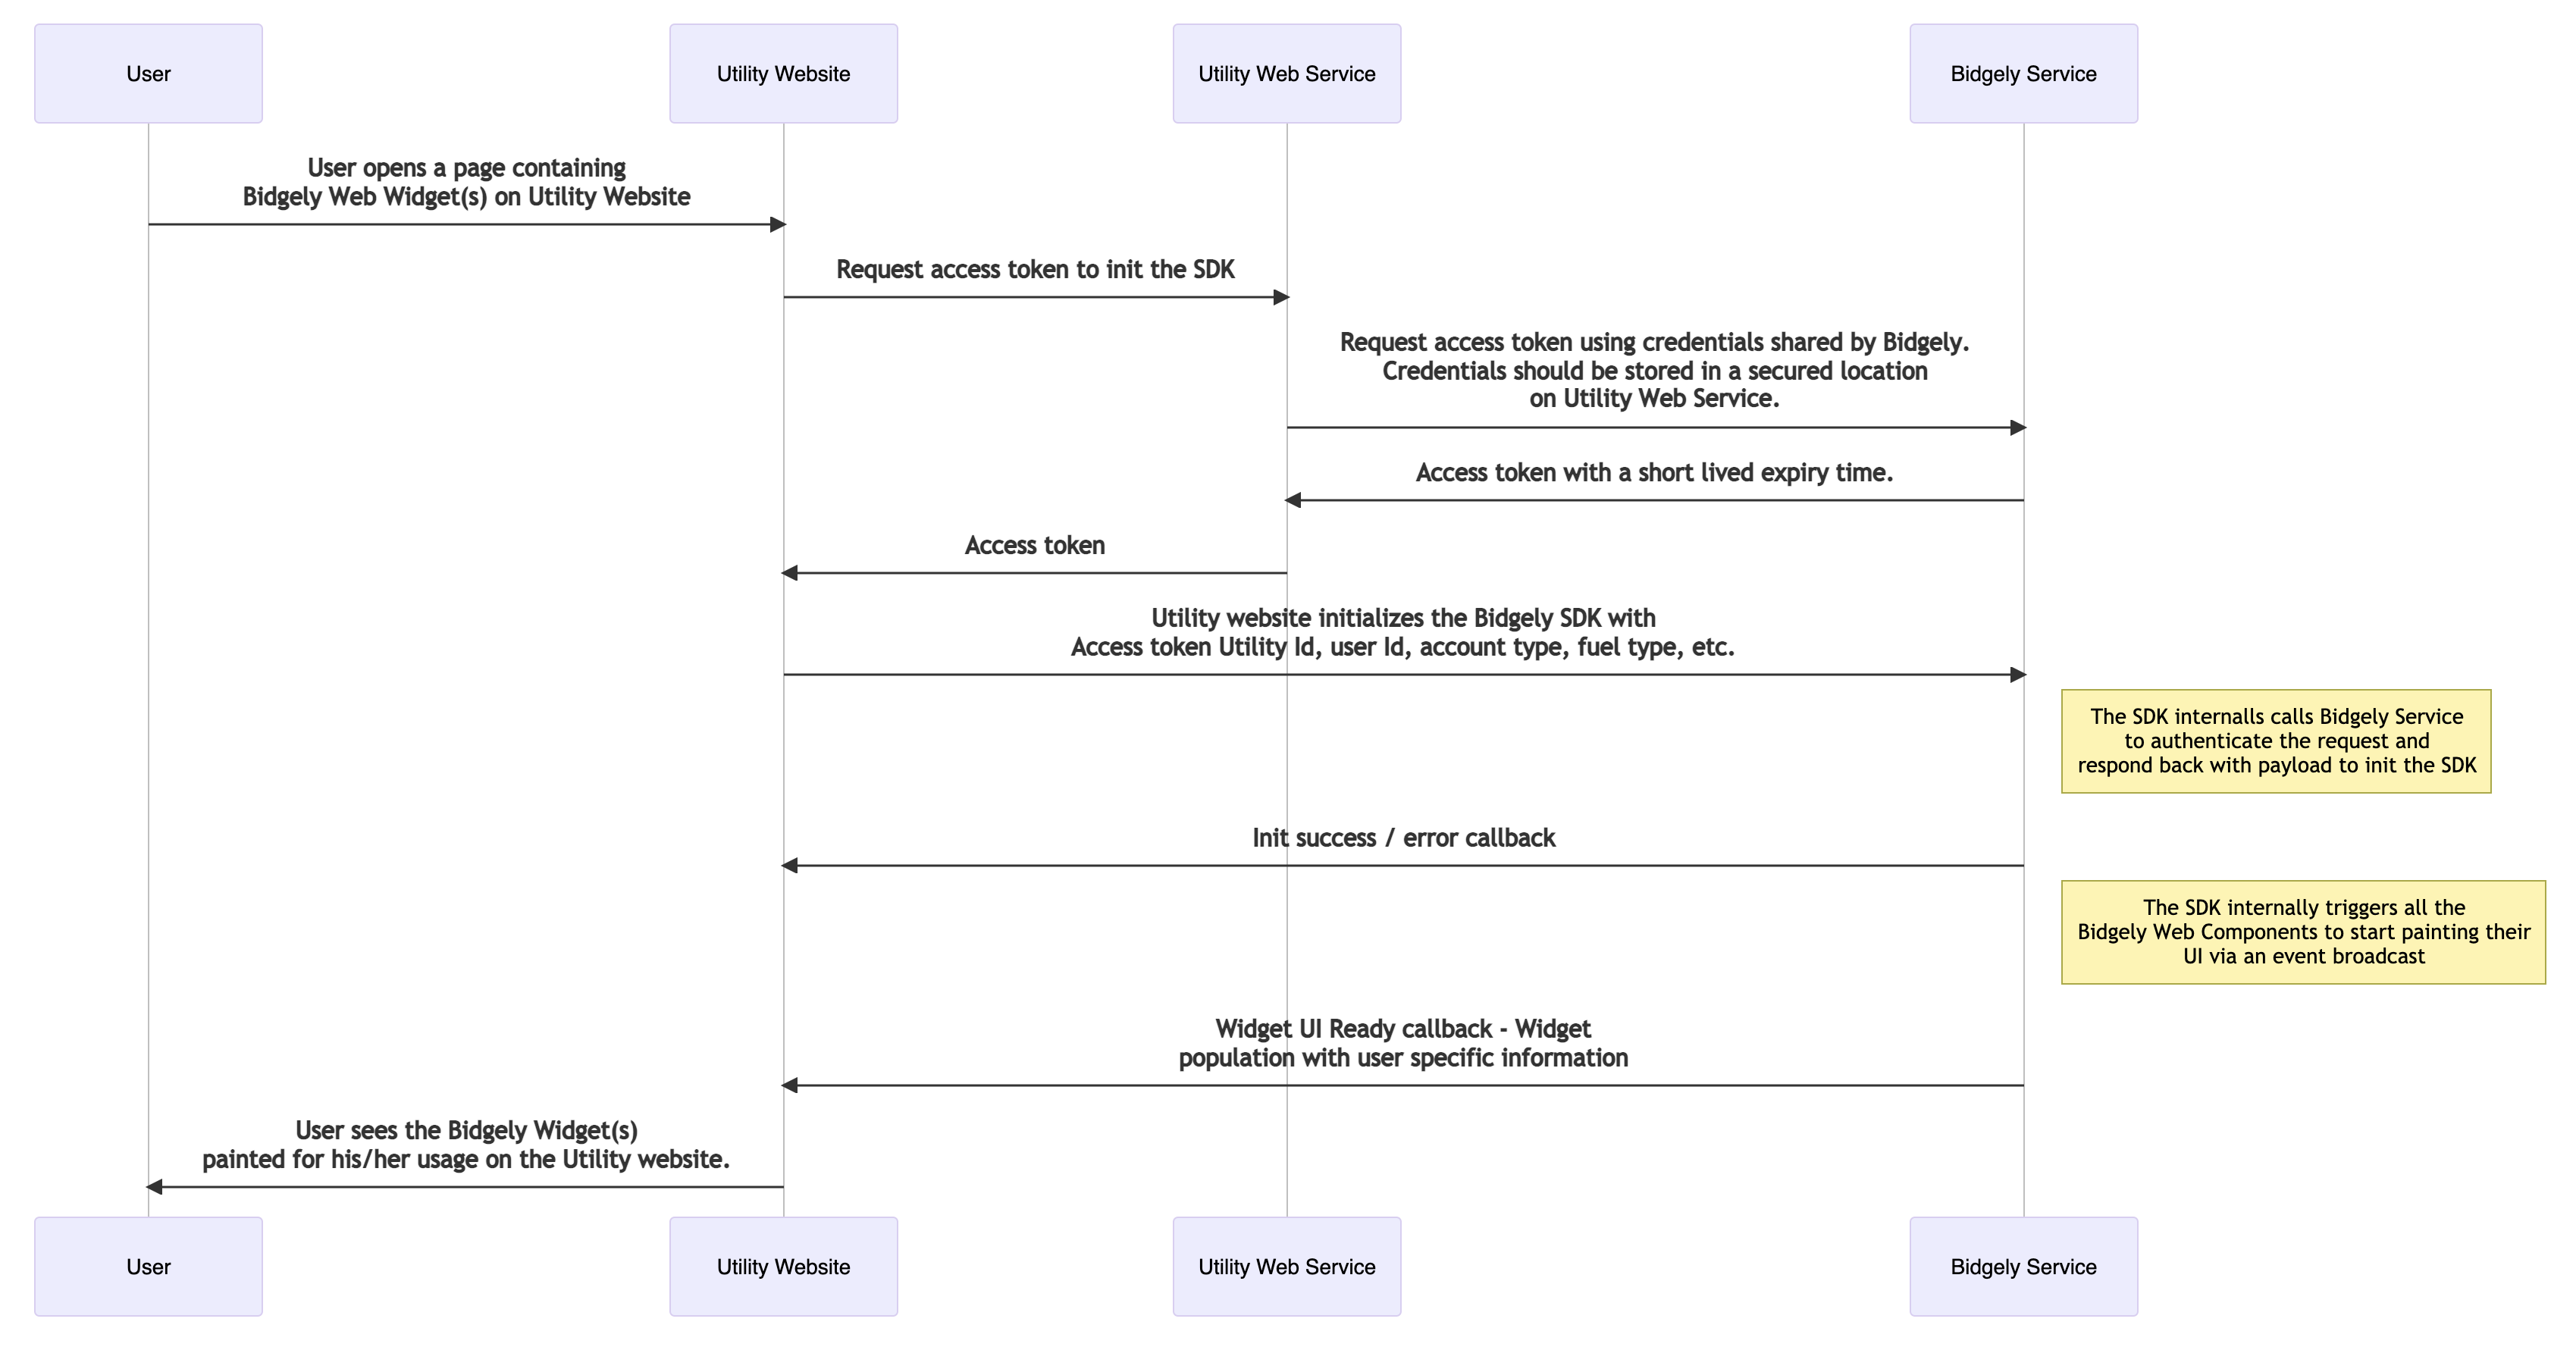 User
Utility Website
Utility Web Service
Bidgely Service
User opens a page containing
Bidgely Web Widget(s) on Utility Website
Request access token to init the SDK
Request access token using credentials shared by Bidgely.
Credentials should be stored in a secured location
on Utility Web Service.
Access token with a short lived expiry time.
Access token
Utility website initializes the Bidgely SDK with
Access token Utility Id, user Id, account type, fuel type, etc.
The SDK internalls calls Bidgely Service
to authenticate the request and
respond back with payload to init the SDK
Init success / error callback
The SDK internally triggers all the
Bidgely Web Components to start painting their
UI via an event broadcast
Widget UI Ready callback - Widget
population with user specific information
User sees the Bidgely Widget(s)
painted for his/her usage on the Utility website.
User
Utility Website
Utility Web Service
Bidgely Service